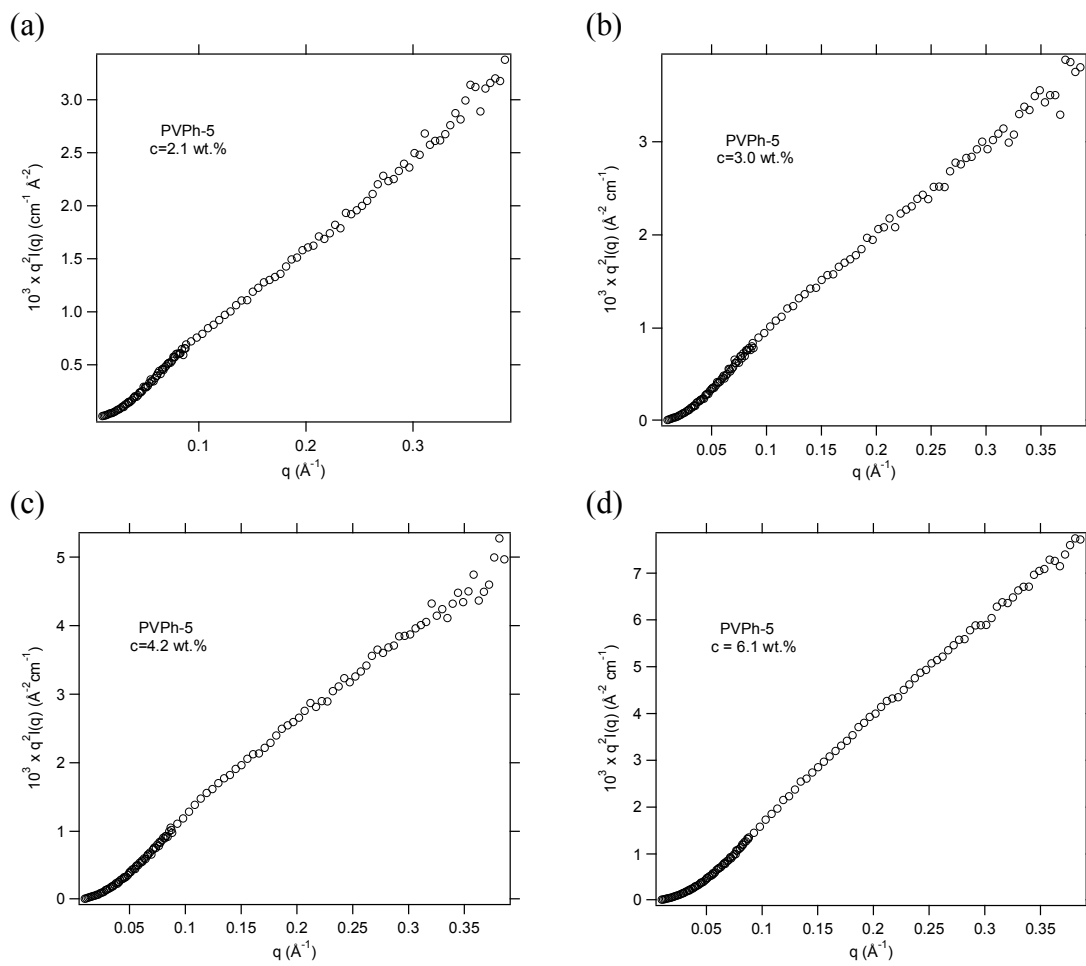 (a)
3.0
2.5
2.0
1.5
1.0
0.5
10³ x q²I(q) (cm⁻¹ Å⁻²)
PVPh-5
c=2.1 wt.%
0.1 0.2 0.3
q (Å⁻¹)
(b)
3
2
1
0
10³ x q²I(q) (Å⁻² cm⁻¹)
PVPh-5
c=3.0 wt.%
0.05 0.1 0.15 0.2 0.25 0.3 0.35
q (Å⁻¹)
(c)
5
4
3
2
1
0
10³ x q²I(q) (Å⁻²cm⁻¹)
PVPh-5
c=4.2 wt.%
0.05 0.1 0.15 0.2 0.25 0.3 0.35
q (Å⁻¹)
(d)
7
6
5
4
3
2
1
0
10³ x q²I(q) (Å⁻² cm⁻¹)
PVPh-5
c = 6.1 wt.%
0.05 0.1 0.15 0.2 0.25 0.3 0.35
q (Å⁻¹)